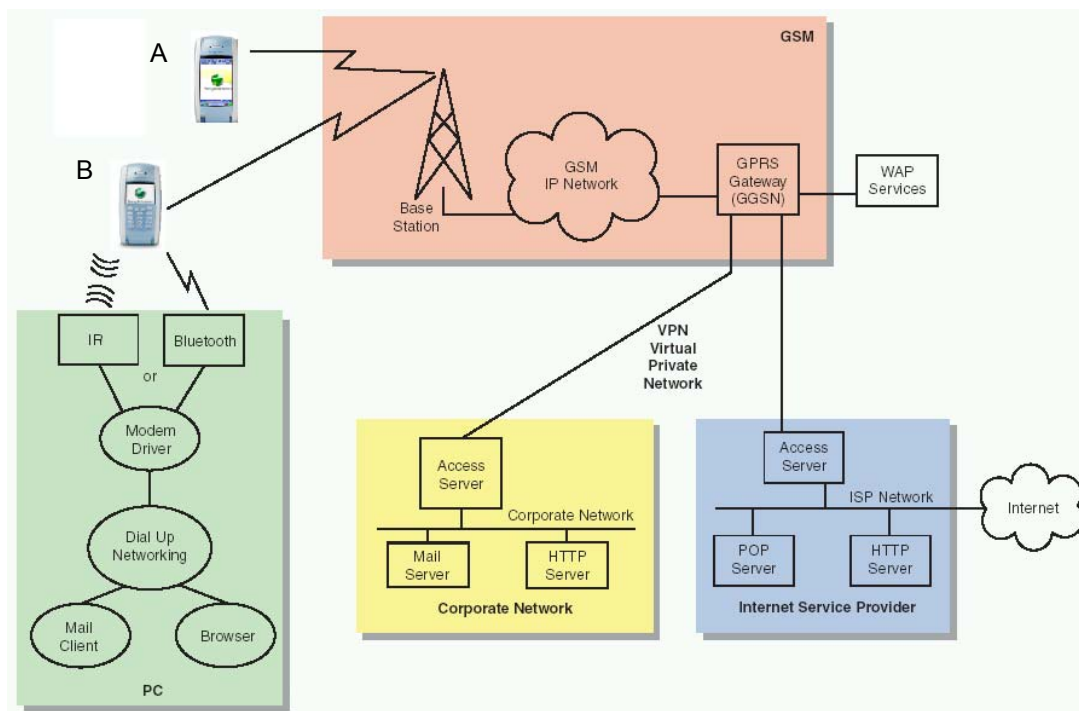 A
GSM
B
Base
Station
GSM
IP Network
GPRS
Gateway
(GGSN)
WAP
Services
IR
Bluetooth
or
Modem
Driver
Dial Up
Networking
Mail
Client
Browser
PC
VPN
Virtual
Private
Network
Access
Server
Corporate Network
Mail
Server
HTTP
Server
Corporate Network
Access
Server
ISP Network
POP
Server
HTTP
Server
Internet Service Provider
Internet